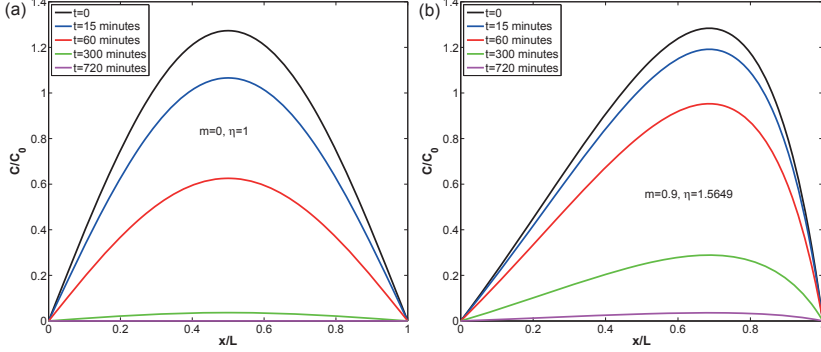 (a)
1.4
1.2
1
0.8
0.6
0.4
0.2
0
C/C0
t=0
t=15 minutes
t=60 minutes
t=300 minutes
t=720 minutes
m=0, η=1
0 0.2 0.4 0.6 0.8 1
x/L
(b)
1.4
1.2
1
0.8
0.6
0.4
0.2
0
C/C0
t=0
t=15 minutes
t=60 minutes
t=300 minutes
t=720 minutes
m=0.9, η=1.5649
0 0.2 0.4 0.6 0.8
x/L